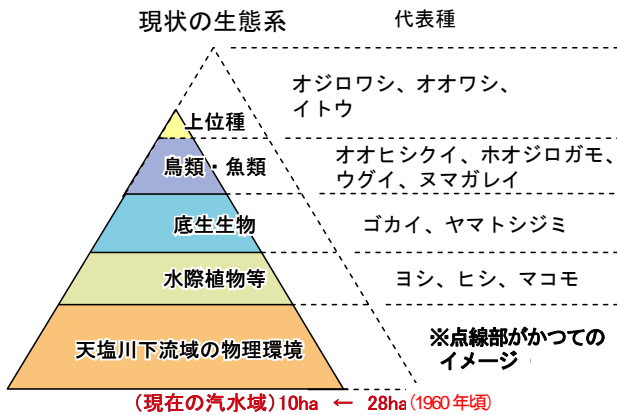 現状の生態系
代表種
オジロワシ、オオワシ、
イトウ
上位種
オオヒシクイ、ホオジロガモ、
ウグイ、ヌマガレイ
鳥類・魚類
底生生物
ゴカイ、ヤマトシジミ
水際植物等
ヨシ、ヒシ、マコモ
天塩川下流域の物理環境
※点線部がかつての
イメージ
(現在の汽水域)10ha ← 28ha(1960年頃)